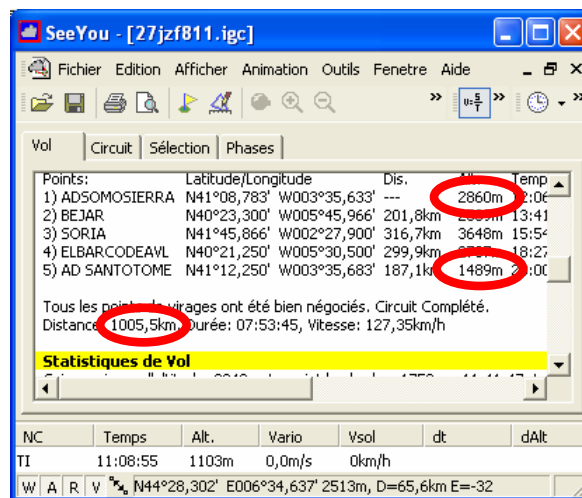 SeeYou - [27jzf811.igc]
Fichier Edition Afficher Animation Outils Fenetre Aide
Vol Circuit Sélection Phases
Points: Latitude/Longitude Dis.
1) ADSOMOSIERRA N41°08,783' W003°35,633' --- 2860m
2) BEJAR N40°23,300' W005°45,966' 201,8km 13:41
3) SORIA N41°45,866' W002°27,900' 316,7km 3648m 15:54
4) ELBARCODEAVL N40°21,250' W005°30,500' 299,9km 18:27
5) AD SANTOTOME N41°12,250' W003°35,683' 187,1km 1489m
Tous les points de virages ont été bien négociés. Circuit Complété.
Distance 1005,5km, Durée: 07:53:45, Vitesse: 127,35km/h
Statistiques de Vol
NC Temps Alt. Vario Vsol dt dAlt
TI 11:08:55 1103m 0,0m/s 0km/h
W A R V N44°28,302' E006°34,637' 2513m, D=65,6km E=-32